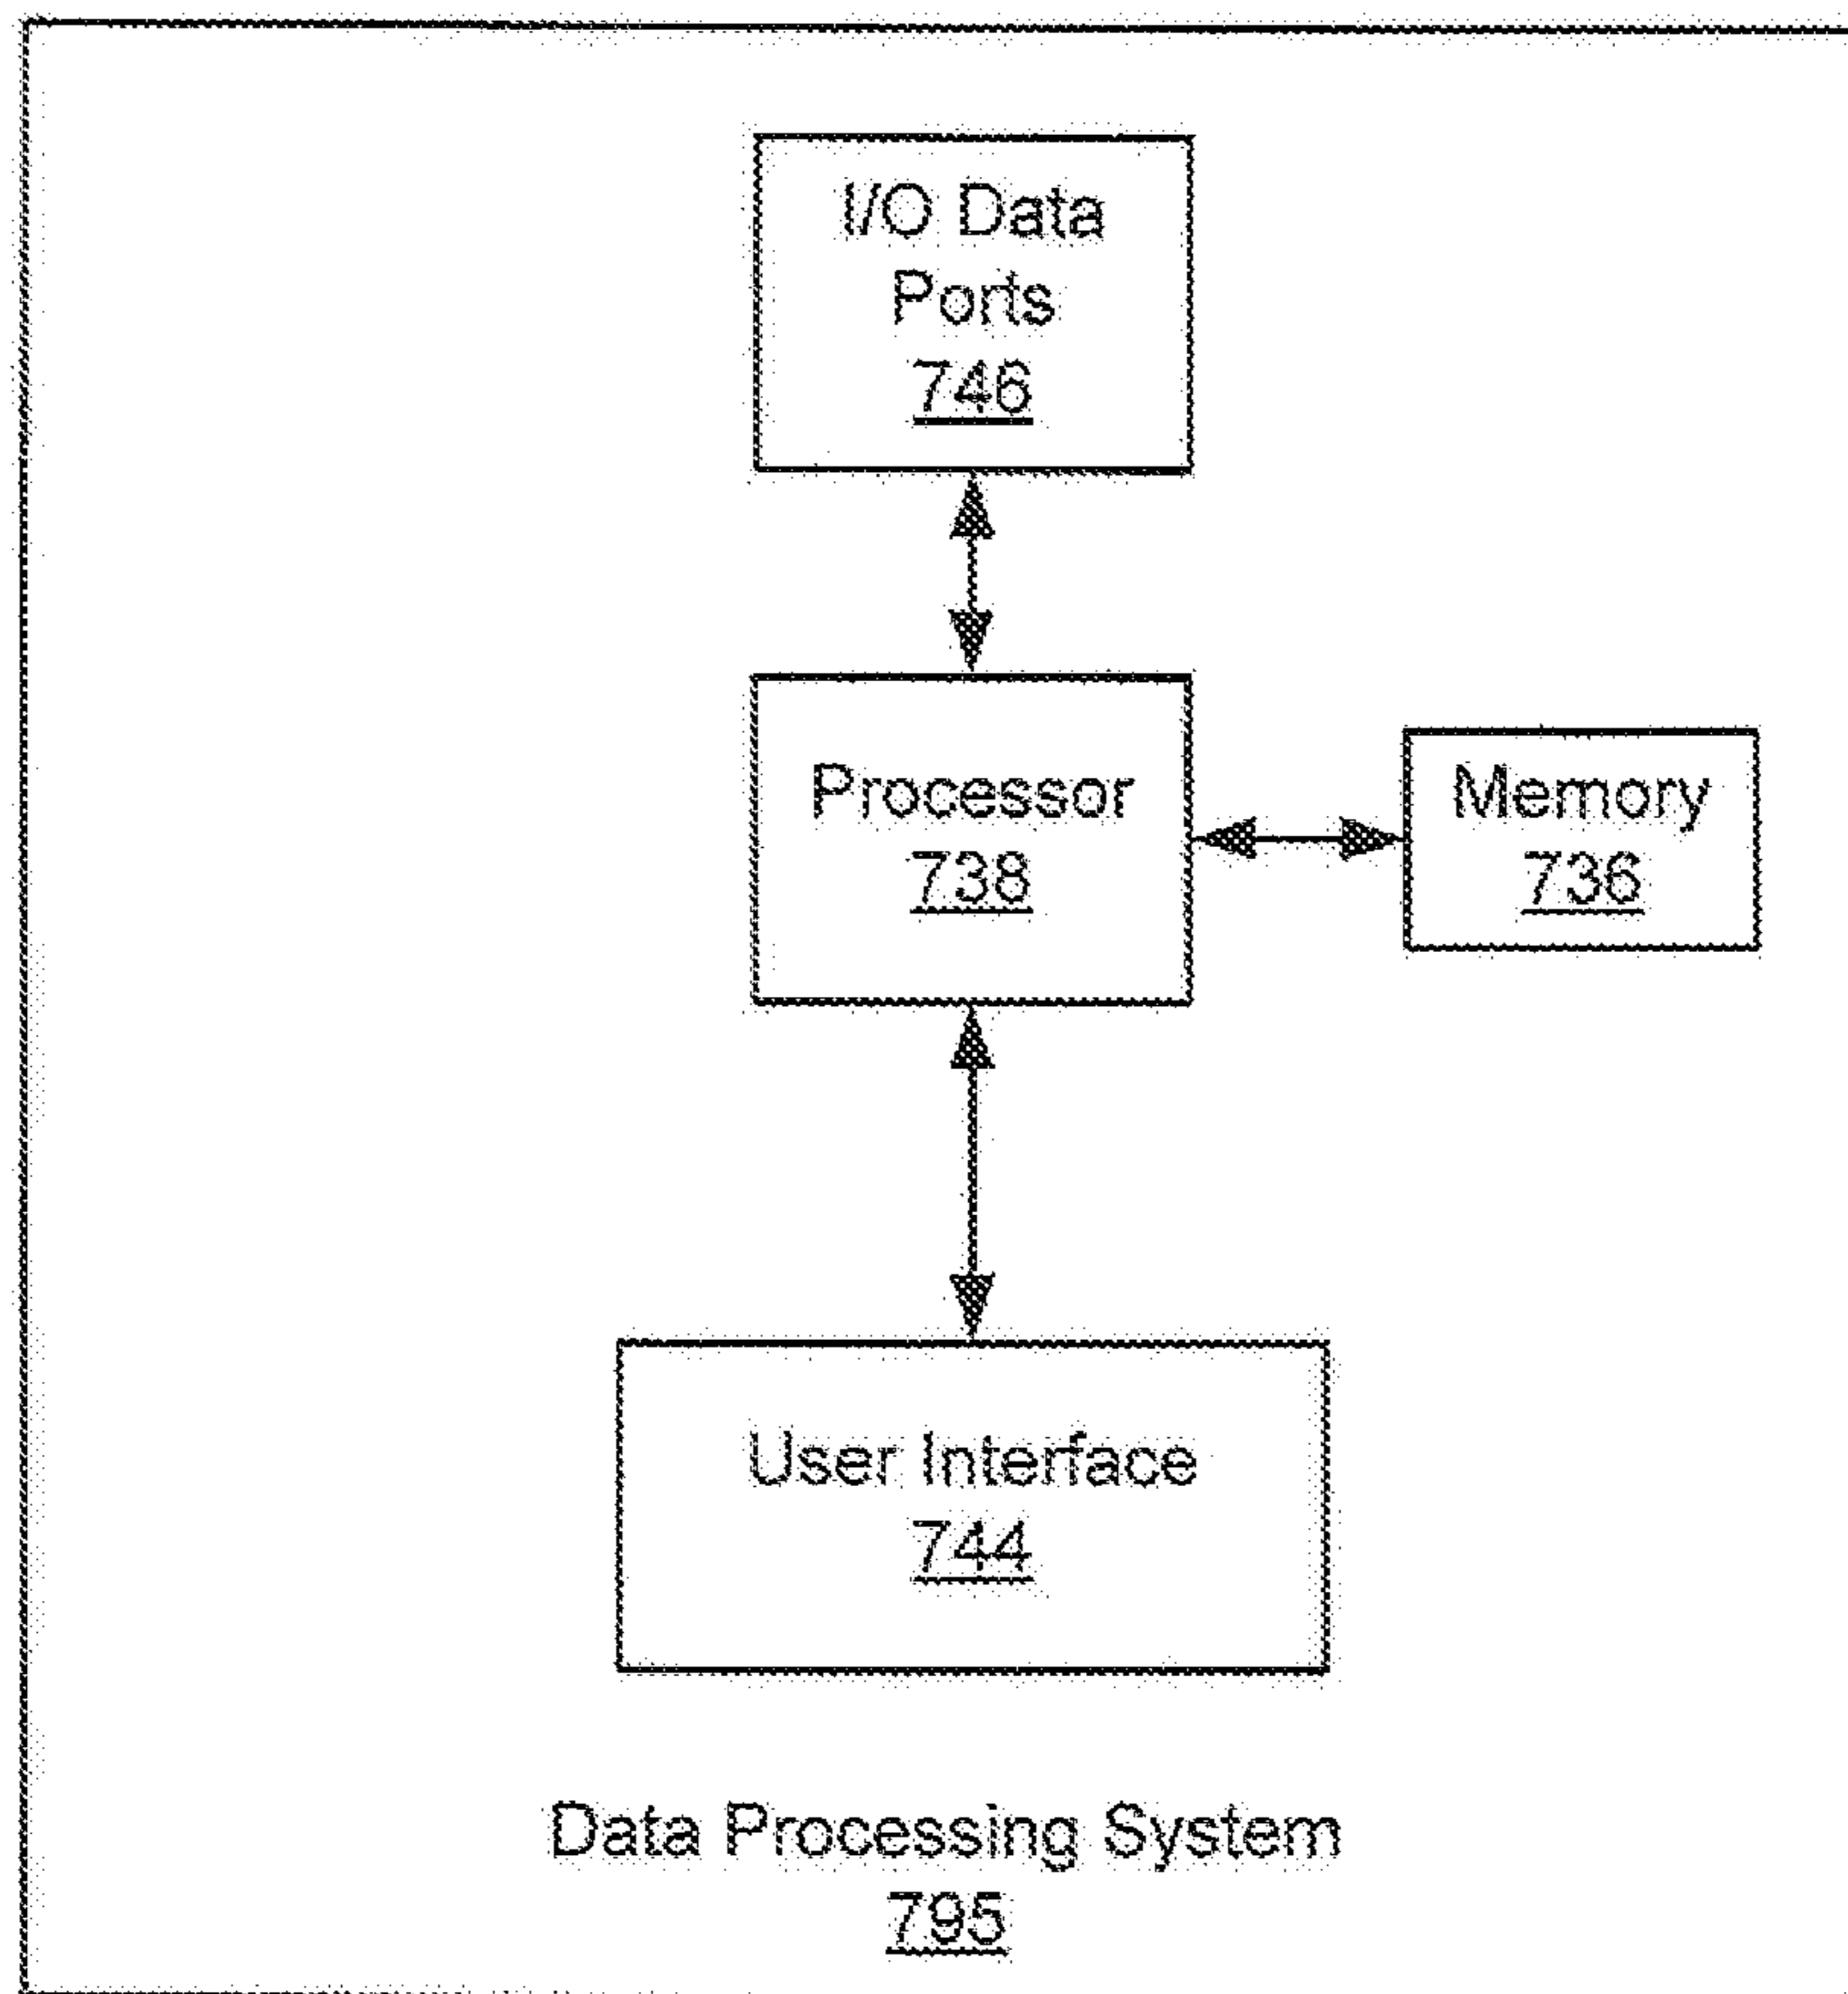 I/O Data
Ports
746
Processor
738
Memory
736
User Interface
744
Data Processing System
795